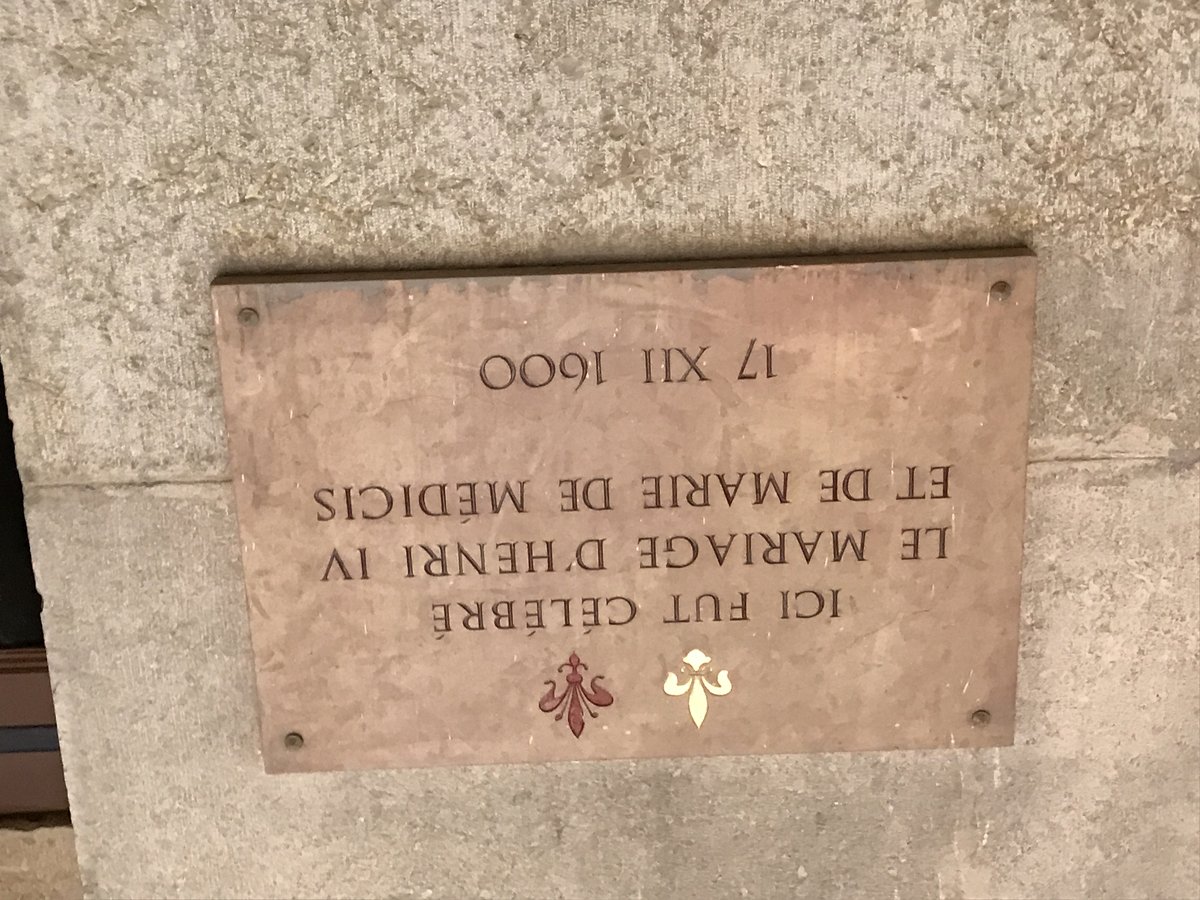 ICI FUT CÉLÉBRÉ
LE MARIAGE D'HENRI IV
ET DE MARIE DE MÉDICIS
17 XII 1600